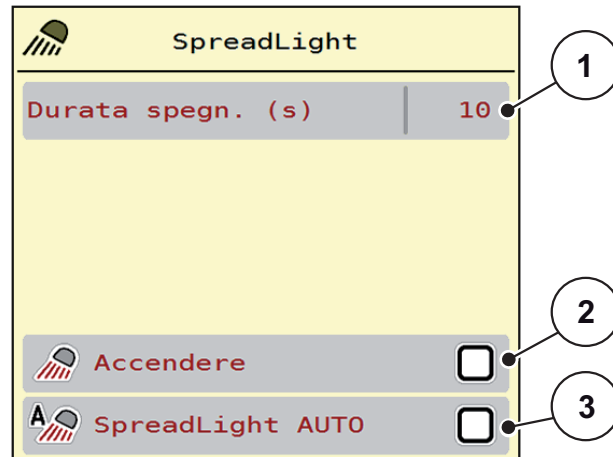 SpreadLight
1
Durata spegn. (s) 10
2
Accendere
3
A SpreadLight AUTO